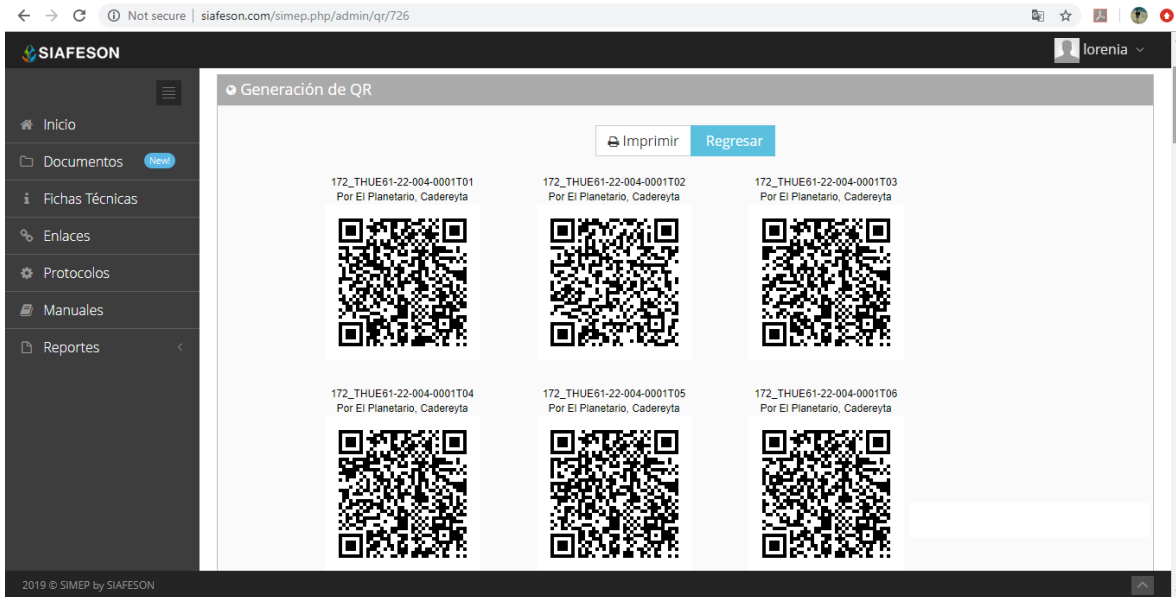 Not secure | siafeson.com/simep.php/admin/qr/726
SIAFESON
lorenia
Generación de QR
Inicio
Documentos New!
Fichas Técnicas
Enlaces
Protocolos
Manuales
Reportes
Imprimir Regresar
172_THUE61-22-004-0001T01 172_THUE61-22-004-0001T02 172_THUE61-22-004-0001T03
Por El Planetario, Cadereyta Por El Planetario, Cadereyta Por El Planetario, Cadereyta
172_THUE61-22-004-0001T04 172_THUE61-22-004-0001T05 172_THUE61-22-004-0001T06
Por El Planetario, Cadereyta Por El Planetario, Cadereyta Por El Planetario, Cadereyta
2019 © SIMEP by SIAFESON